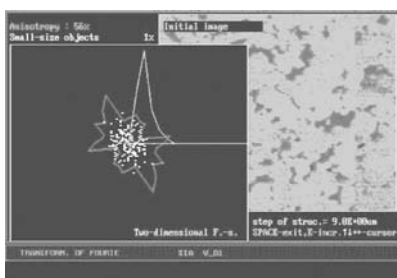 Anisotropy : 56%
Small-size objects 1x
Initial image
Two-dimensional F.-s.
step of struc.= 9.0E+00um
SPACE-exit,E-incr.↑↓+-cursor
TRANSFORM. OF FOURIE